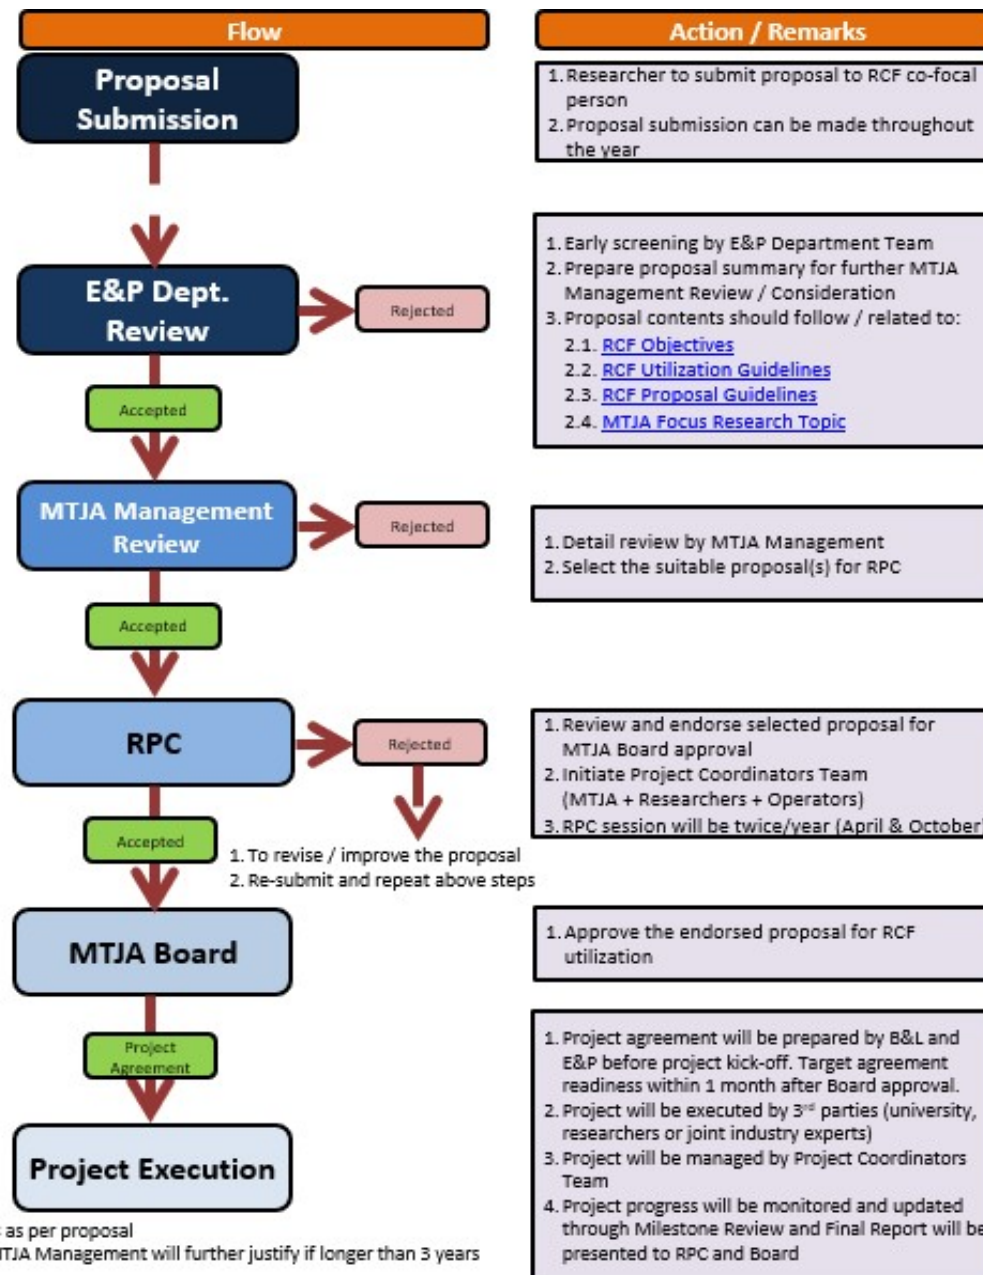 Flow
Action / Remarks
Proposal
Submission
1. Researcher to submit proposal to RCF co-focal
person
2. Proposal submission can be made throughout
the year
E&P Dept.
Review
Rejected
Accepted
1. Early screening by E&P Department Team
2. Prepare proposal summary for further MTJA
Management Review / Consideration
3. Proposal contents should follow / related to:
2.1. RCF Objectives
2.2. RCF Utilization Guidelines
2.3. RCF Proposal Guidelines
2.4. MTJA Focus Research Topic
MTJA Management
Review
Rejected
Accepted
1. Detail review by MTJA Management
2. Select the suitable proposal(s) for RPC
RPC
Rejected
Accepted
1. To revise / improve the proposal
2. Re-submit and repeat above steps
1. Review and endorse selected proposal for
MTJA Board approval
2. Initiate Project Coordinators Team
(MTJA + Researchers + Operators)
3. RPC session will be twice/year (April & October)
MTJA Board
Project
Agreement
1. Approve the endorsed proposal for RCF
utilization
Project Execution
1. Project agreement will be prepared by B&L and
E&P before project kick-off. Target agreement
readiness within 1 month after Board approval.
2. Project will be executed by 3rd parties (university,
researchers or joint industry experts)
3. Project will be managed by Project Coordinators
Team
4. Project progress will be monitored and updated
through Milestone Review and Final Report will be
presented to RPC and Board
as per proposal
Management will further justify if longer than 3 years